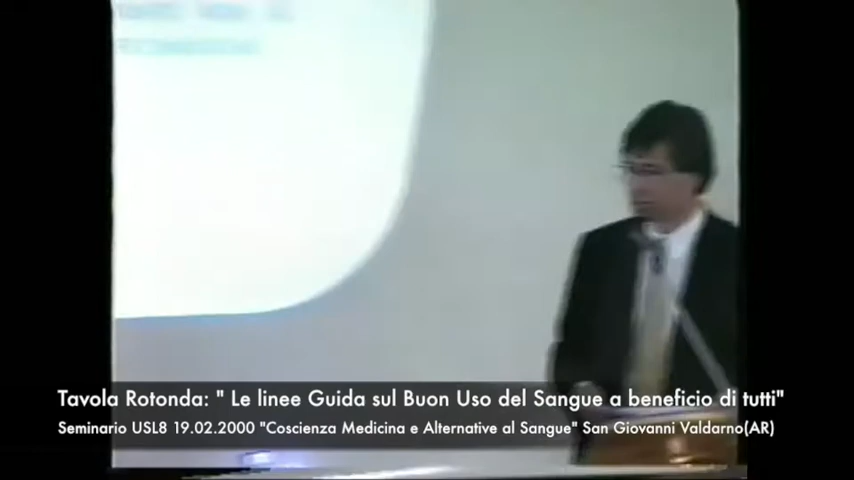 Tavola Rotonda: " Le linee Guida sul Buon Uso del Sangue a beneficio di tutti"
Seminario USL8 19.02.2000 "Coscienza Medicina e Alternative al Sangue" San Giovanni Valdarno(AR)